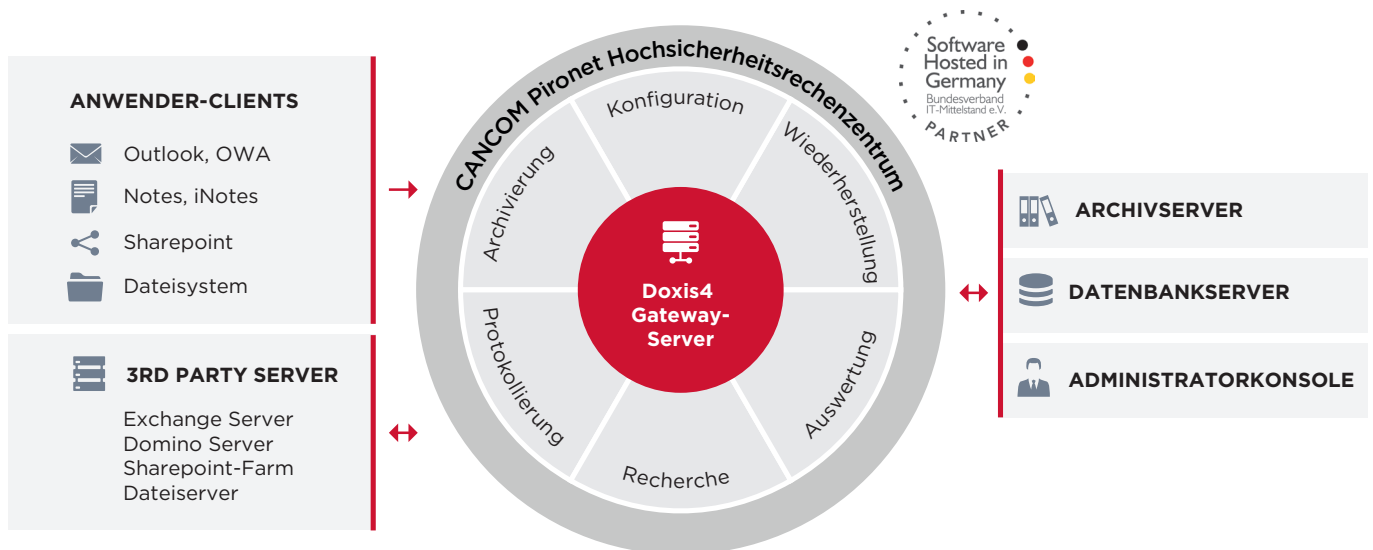 ANWENDER-CLIENTS
Outlook, OWA
Notes, iNotes
Sharepoint
Dateisystem
3RD PARTY SERVER
Exchange Server
Domino Server
Sharepoint-Farm
Dateiserver
CANCOM Pironet Hochsicherheitsrechenzentrum
Konfiguration
Wiederherstellung
Auswertung
Recherche
Protokollierung
Archivierung
Doxis4
Gateway-
Server
Software
Hosted in
Germany
Bundesverband
IT-Mittelstand e.V.
PARTNER
ARCHIVSERVER
DATENBANKSERVER
ADMINISTRATORKONSOLE